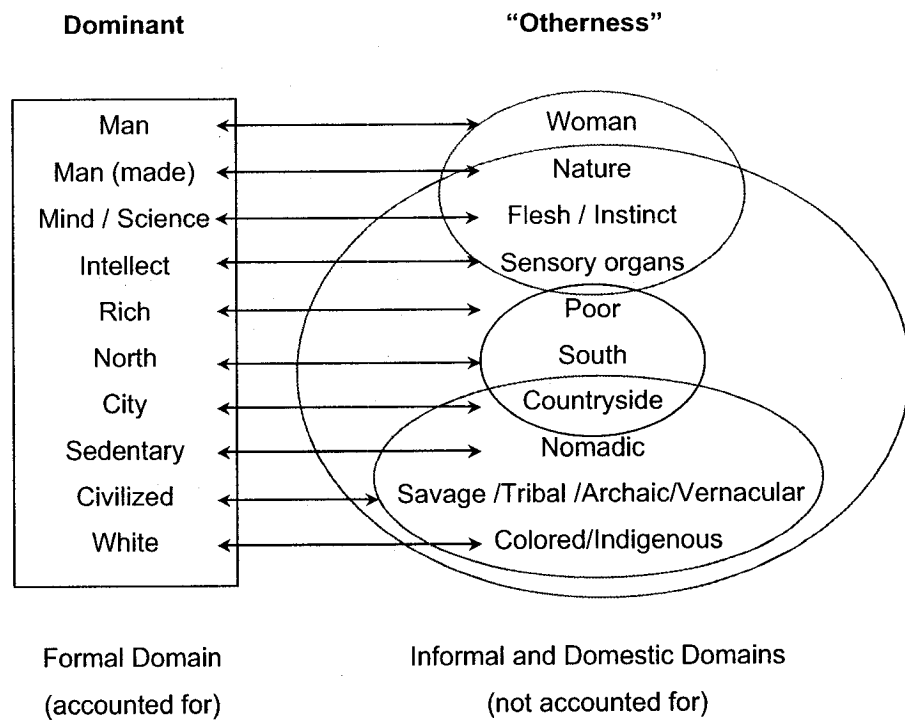 Dominant “Otherness”
Man Woman
Man (made) Nature
Mind / Science Flesh / Instinct
Intellect Sensory organs
Rich Poor
North South
City Countryside
Sedentary Nomadic
Civilized Savage /Tribal /Archaic/Vernacular
White Colored/Indigenous
Formal Domain Informal and Domestic Domains
(accounted for) (not accounted for)